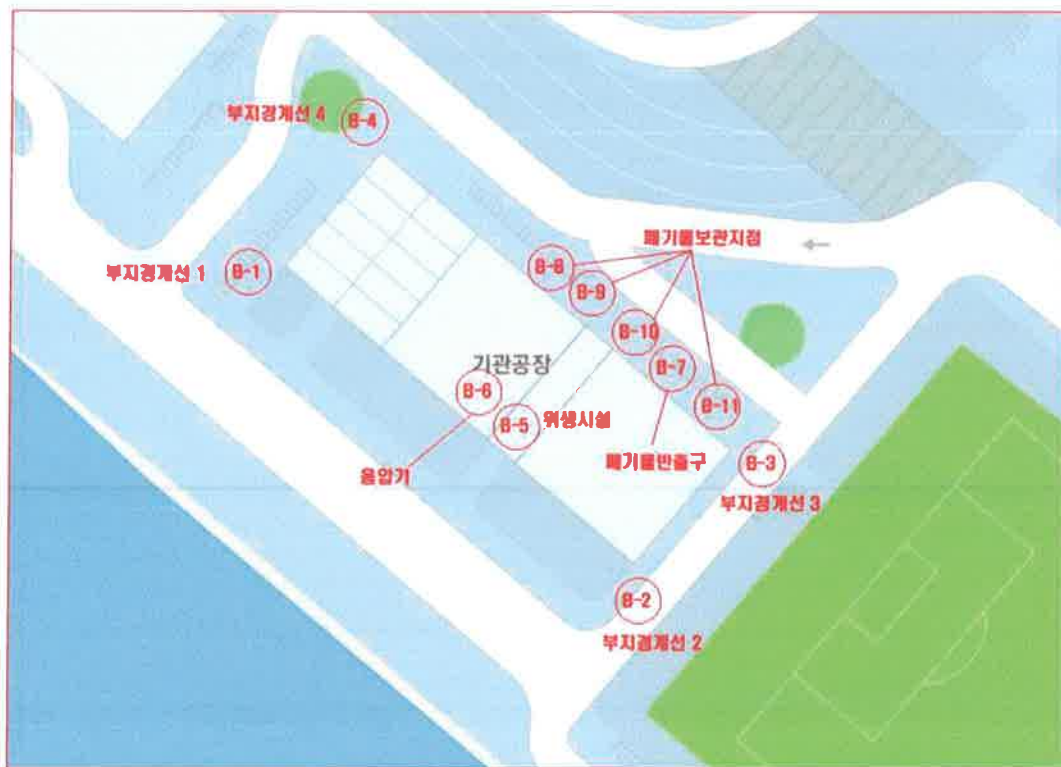 부지경계선 4
B-4
폐기물보관지점
부지경계선 1
B-1
B-8
B-9
B-10
기관공장
B-7
B-6
B-11
B-5
위생시설
폐기물반출구
B-3
음압기
부지경계선 3
B-2
부지경계선 2